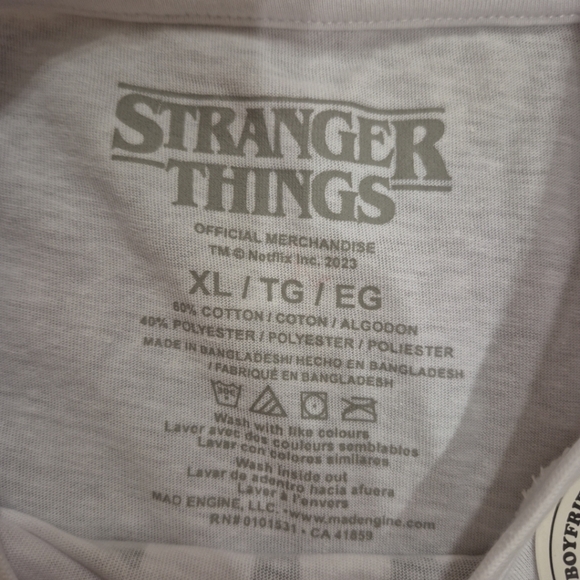 STRANGER
THINGS
OFFICIAL MERCHANDISE
TM © Netflix Inc. 2023
XL / TG / EG
60% COTTON / COTON / ALGODON
40% POLYESTER / POLYESTER / POLIESTER
MADE IN BANGLADESH/ HECHO EN BANGLADESH
/ FABRIQUÉ EN BANGLADESH
Wash with like colours
Laver avec des couleurs semblables
Lavar con colores similares
Wash inside out
Lavar de adentro hacia afuera
Laver à l'envers
MAD ENGINE, LLC. • www.madengine.com
RN# 0101531 - CA 41859